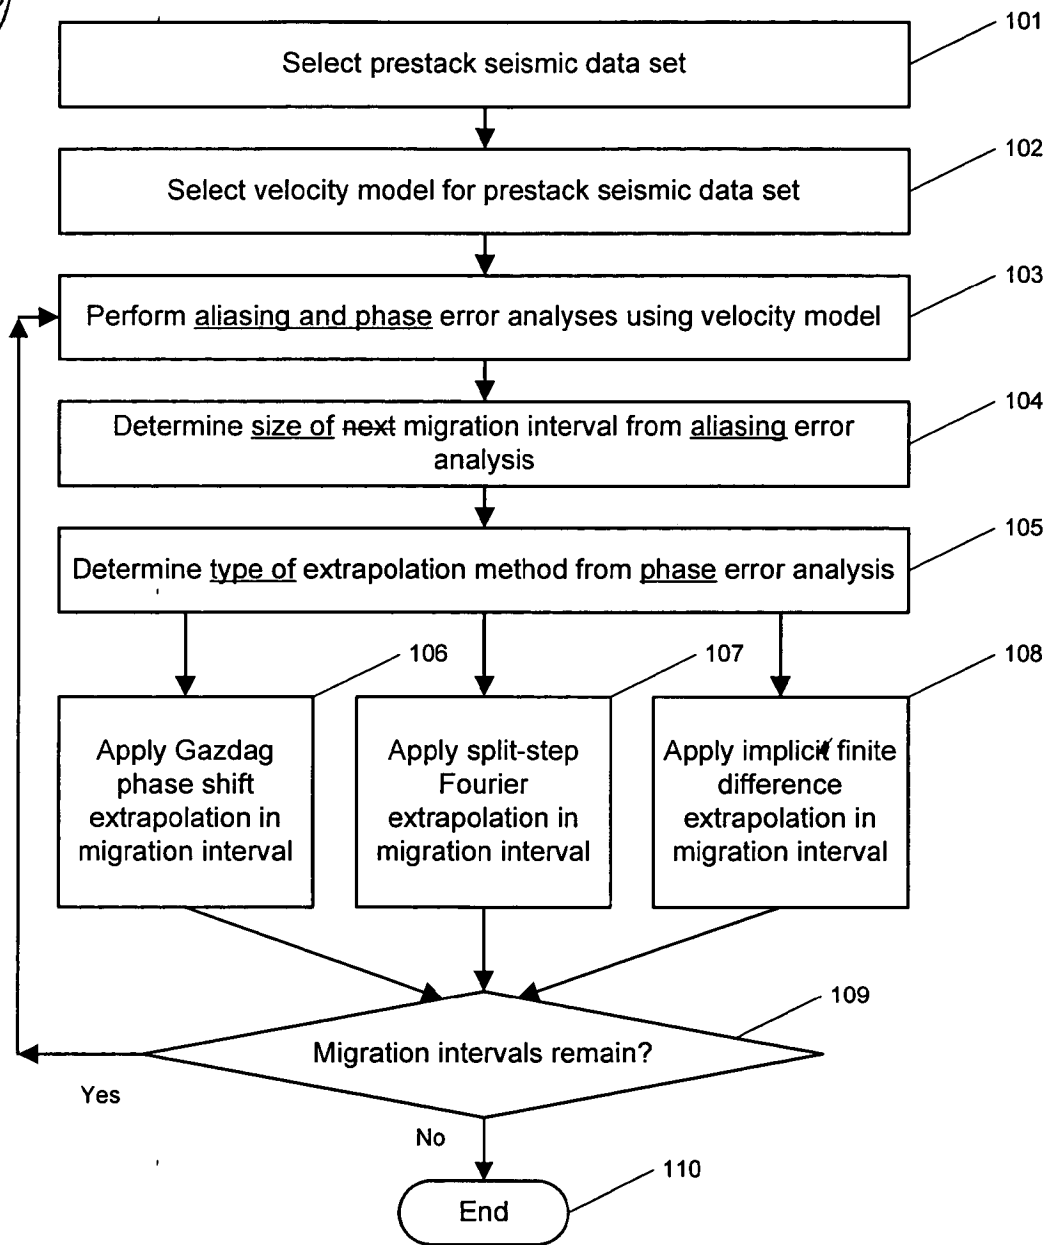 101
Select prestack seismic data set
102
Select velocity model for prestack seismic data set
103
Perform aliasing and phase error analyses using velocity model
104
Determine size of next migration interval from aliasing error
analysis
105
Determine type of extrapolation method from phase error analysis
106
107
108
Apply Gazdag
phase shift
extrapolation in
migration interval
Apply split-step
Fourier
extrapolation in
migration interval
Apply implicit finite
difference
extrapolation in
migration interval
109
Migration intervals remain?
Yes
No
110
End